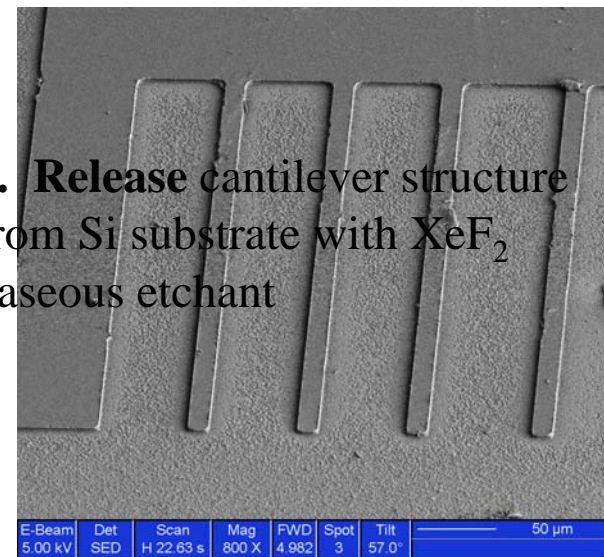 . Release cantilever structure
rom Si substrate with XeF₂
aseous etchant
E-Beam Det Scan Mag FWD Spot Tilt 50 µm
5.00 kV SED H 22.63 s 800 X 4.982 3 57.0°